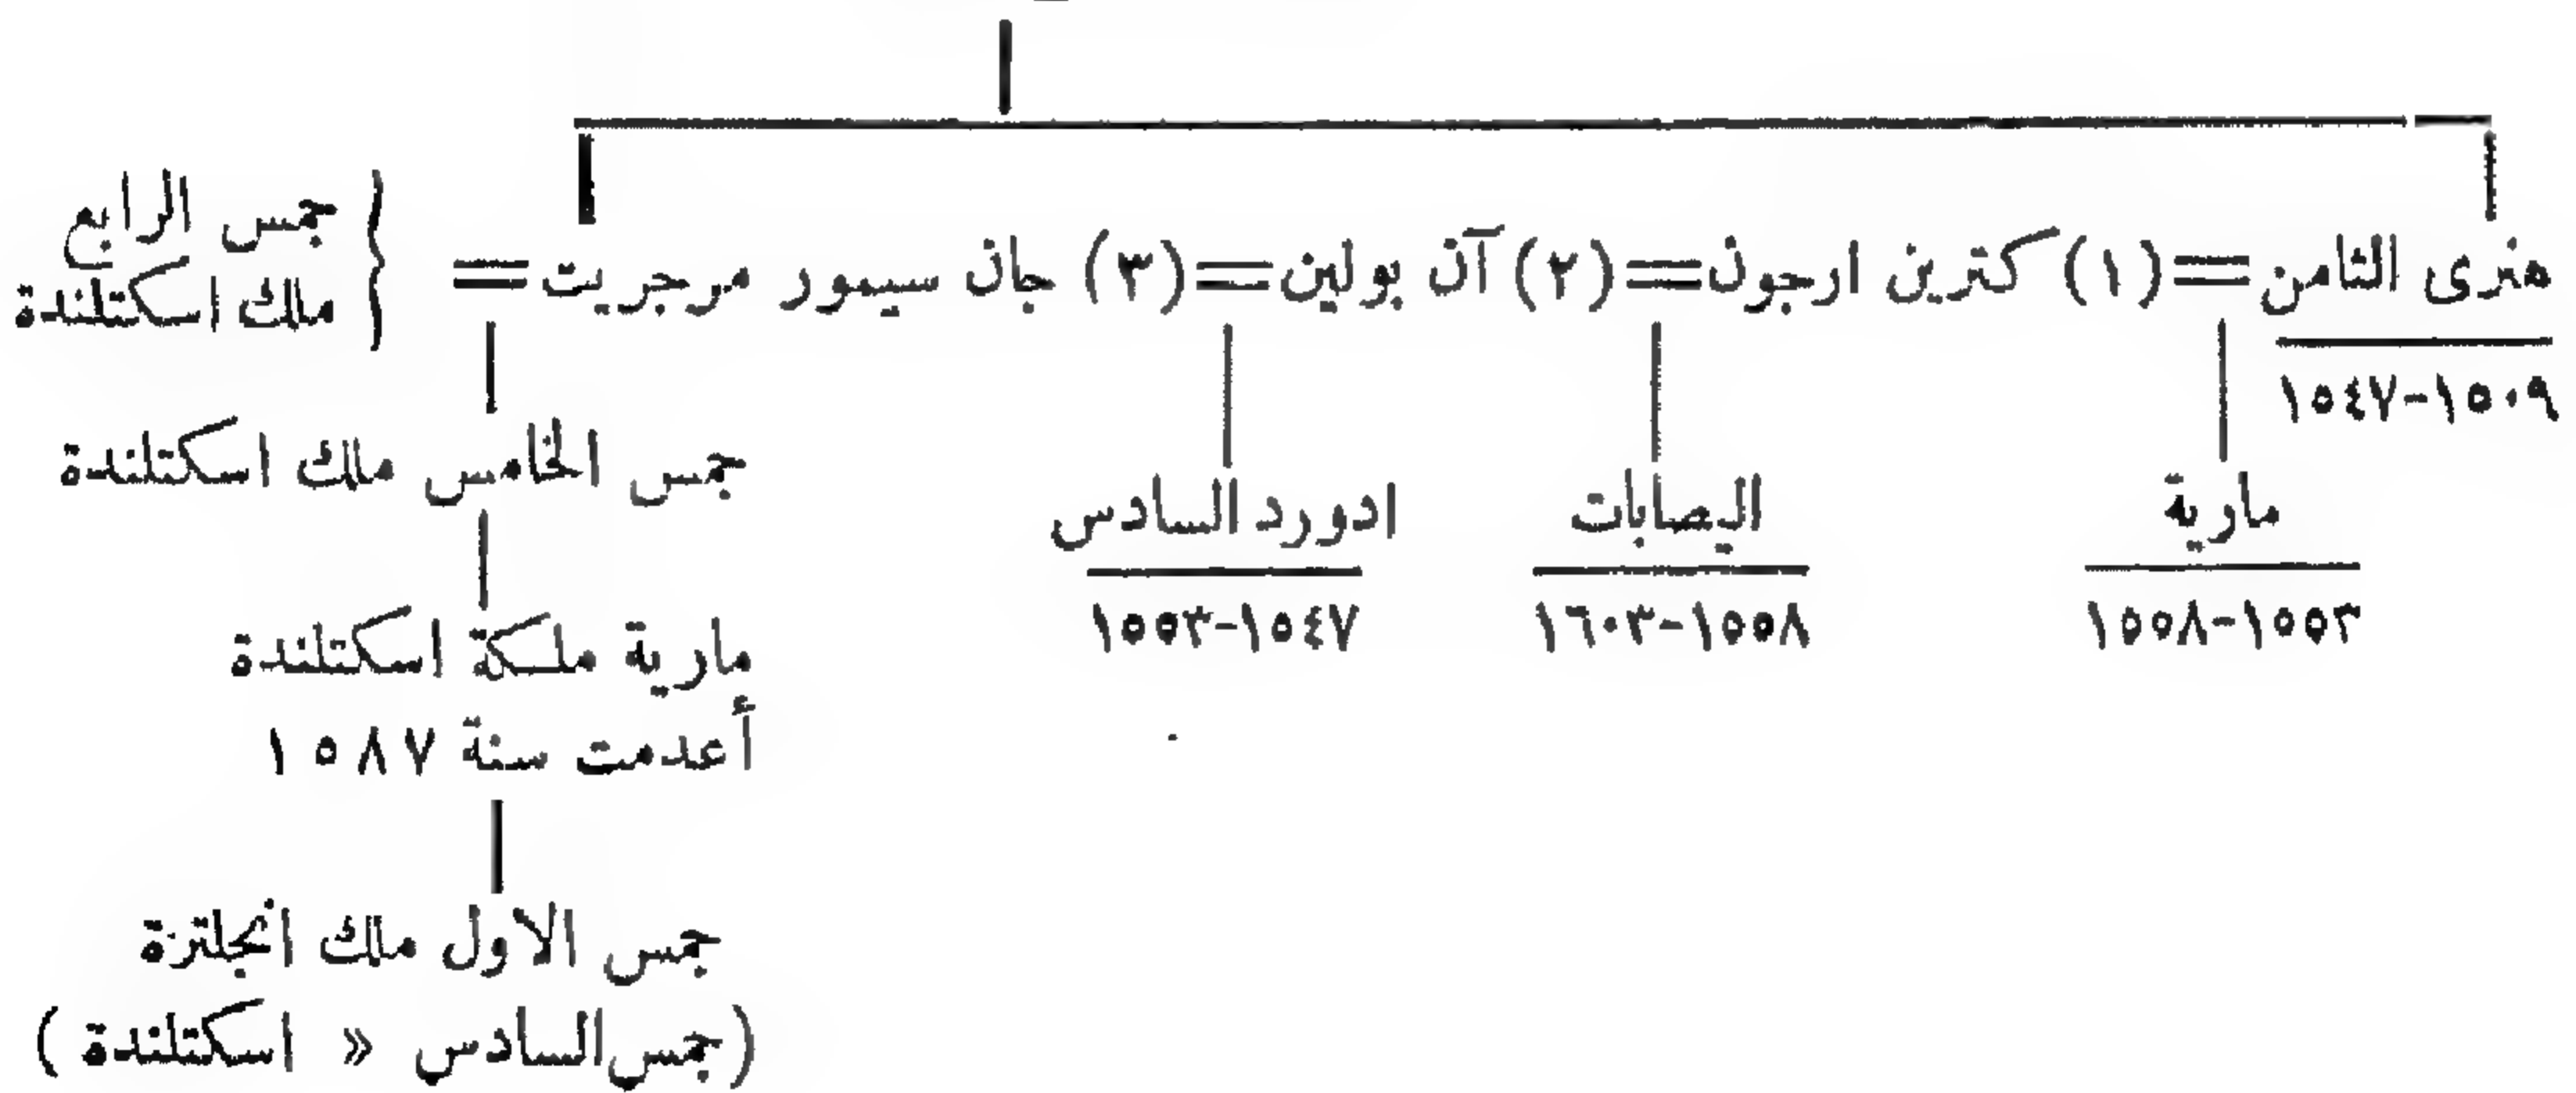 هنرى الثامن = (١) كترين ارجون = (٢) آن بولين = (٣) جان سيمور مرجريت = { جمس الرابع
ملك اسكتلندة
١٥٠٩-١٥٤٧
جمس الخامس ملك اسكتلندة
مارية اليصابات ادورد السادس
١٥٥٣-١٥٥٨ ١٥٥٨-١٦٠٣ ١٥٤٧-١٥٥٣
مارية ملكة اسكتلندة
أعدمت سنة ١٥٨٧
جمس الاول ملك انجلترة
(جمس السادس » اسكتلندة )